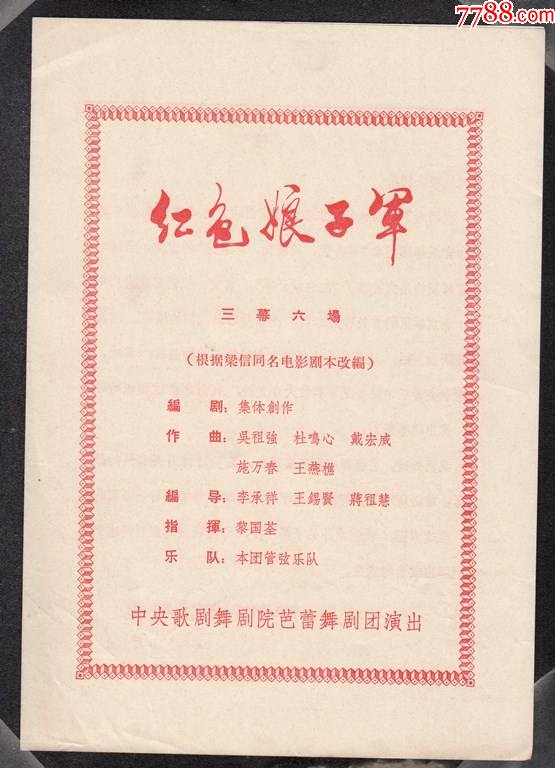 7788.com
红色娘子軍
三幕六場
（根据梁信同名电影剧本改編）
編剧：集体創作
作曲：吳祖強 杜鳴心 戴宏威
施万春 王燕樵
編导：李承祥 王錫賢 蔣祖慧
指揮：黎国荃
乐队：本团管弦乐队
中央歌剧舞剧院芭蕾舞剧团演出